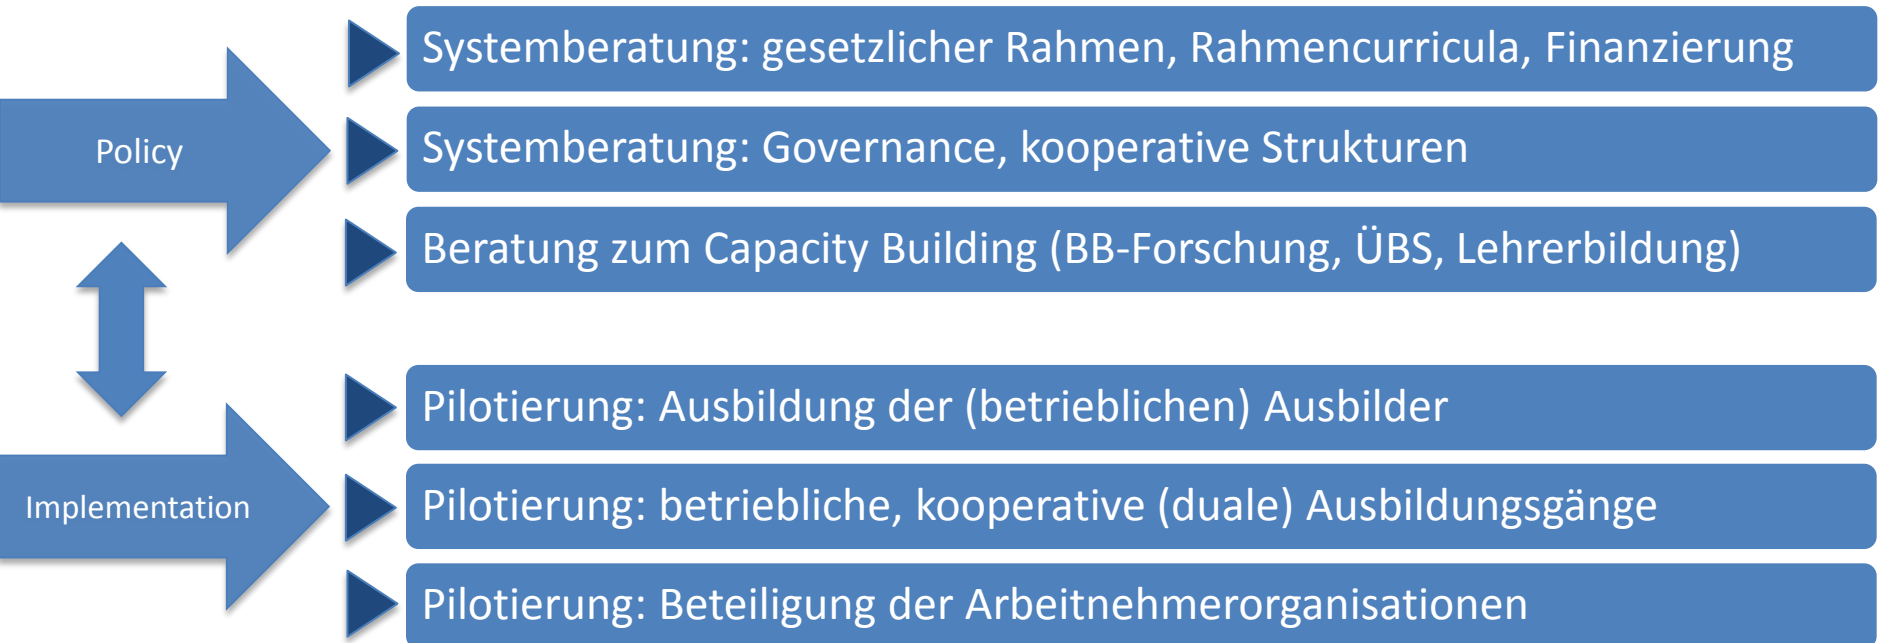 Policy
Systemberatung: gesetzlicher Rahmen, Rahmencurricula, Finanzierung
Systemberatung: Governance, kooperative Strukturen
Beratung zum Capacity Building (BB-Forschung, ÜBS, Lehrerbildung)
Implementation
Pilotierung: Ausbildung der (betrieblichen) Ausbilder
Pilotierung: betriebliche, kooperative (duale) Ausbildungsgänge
Pilotierung: Beteiligung der Arbeitnehmerorganisationen